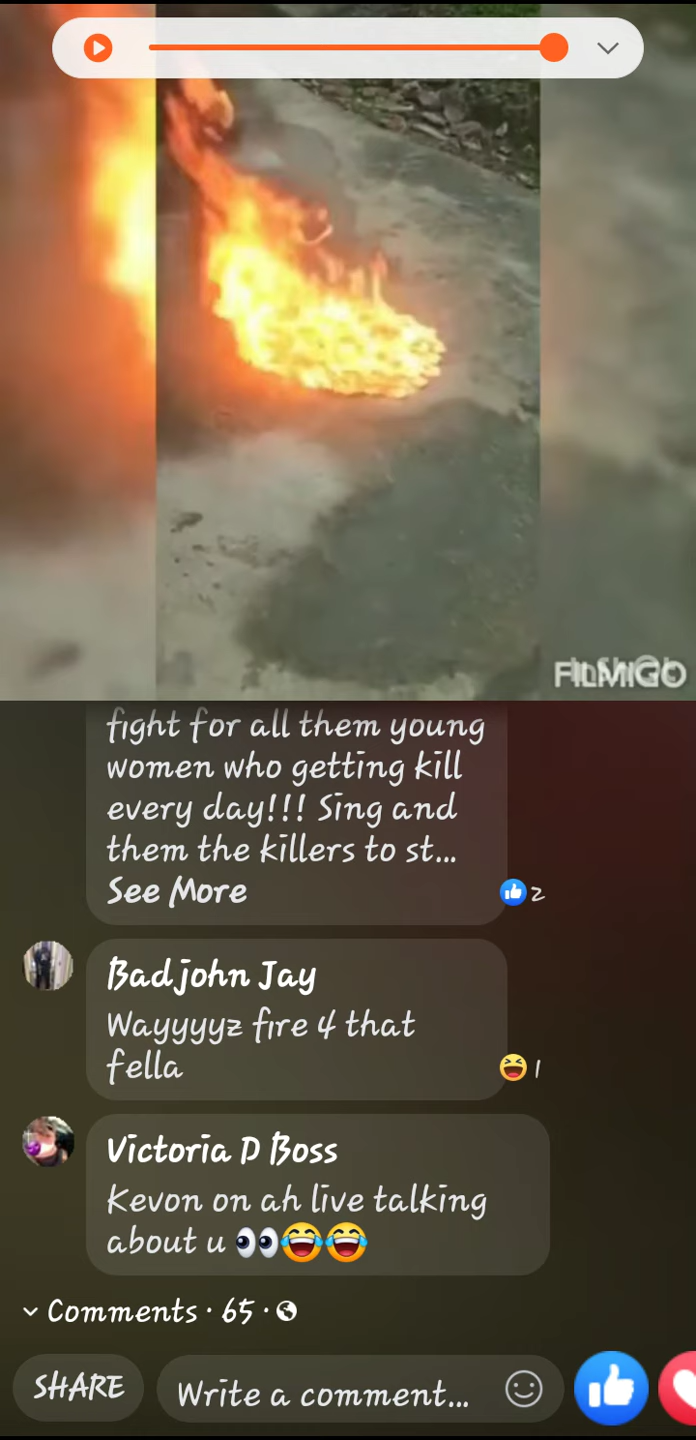 FILMIGO
fight for all them young
women who getting kill
every day!!! Sing and
them the killers to st...
See More
2
Badjohn Jay
Wayyyyz fire 4 that
fella
1
Victoria D Boss
Kevon on ah live talking
about u 👀😂😂
Comments · 65 ·
SHARE
Write a comment...